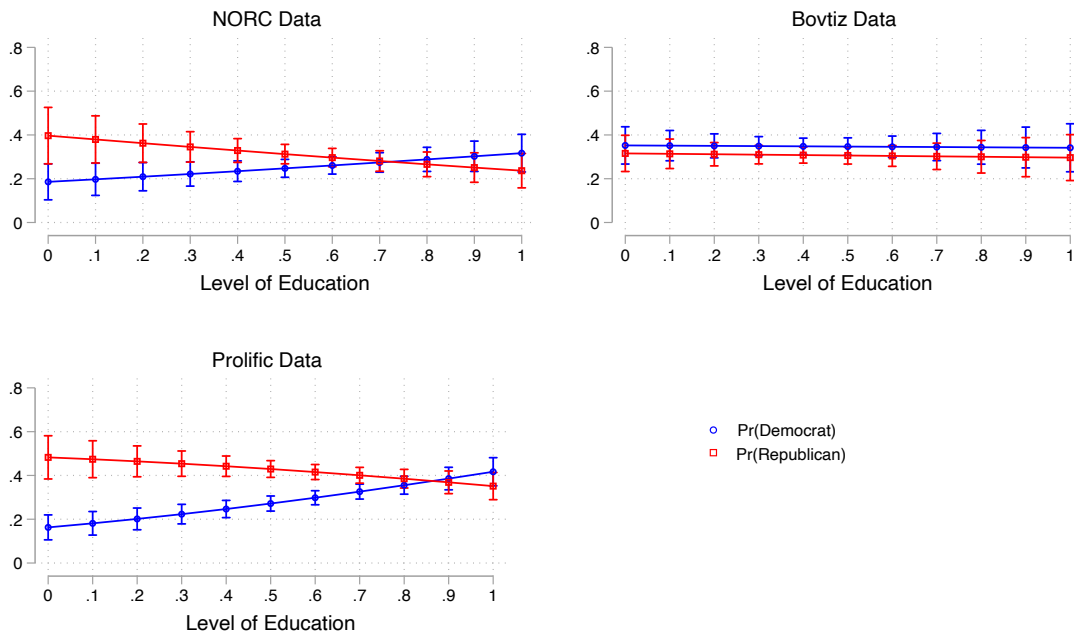 NORC Data
.8
.6
.4
.2
0
0 .1 .2 .3 .4 .5 .6 .7 .8 .9 1
Level of Education
Bovtiz Data
.8
.6
.4
.2
0
0 .1 .2 .3 .4 .5 .6 .7 .8 .9 1
Level of Education
Prolific Data
.8
.6
.4
.2
0
0 .1 .2 .3 .4 .5 .6 .7 .8 .9 1
Level of Education
Pr(Democrat)
Pr(Republican)